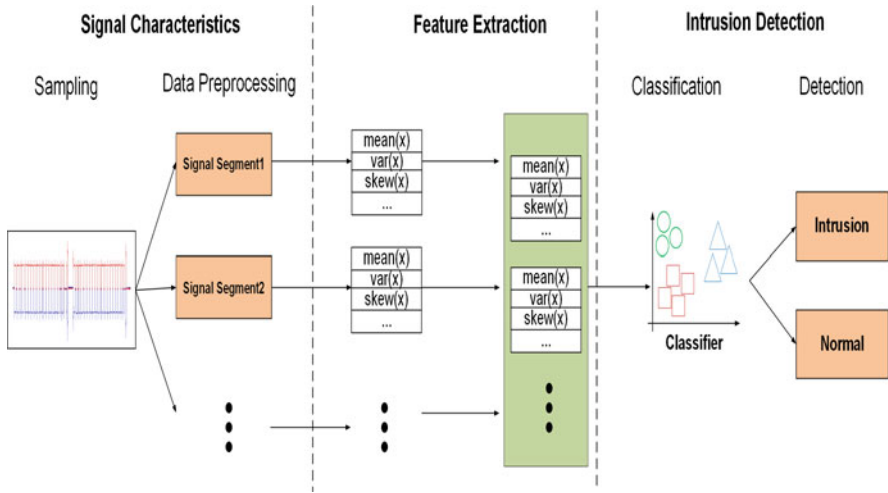 Signal Characteristics
Feature Extraction
Intrusion Detection
Sampling
Data Preprocessing
Classification
Detection
Signal Segment1
mean(x)
var(x)
skew(x)
...
mean(x)
var(x)
skew(x)
...
Signal Segment2
mean(x)
var(x)
skew(x)
...
mean(x)
var(x)
skew(x)
...
Classifier
Intrusion
Normal